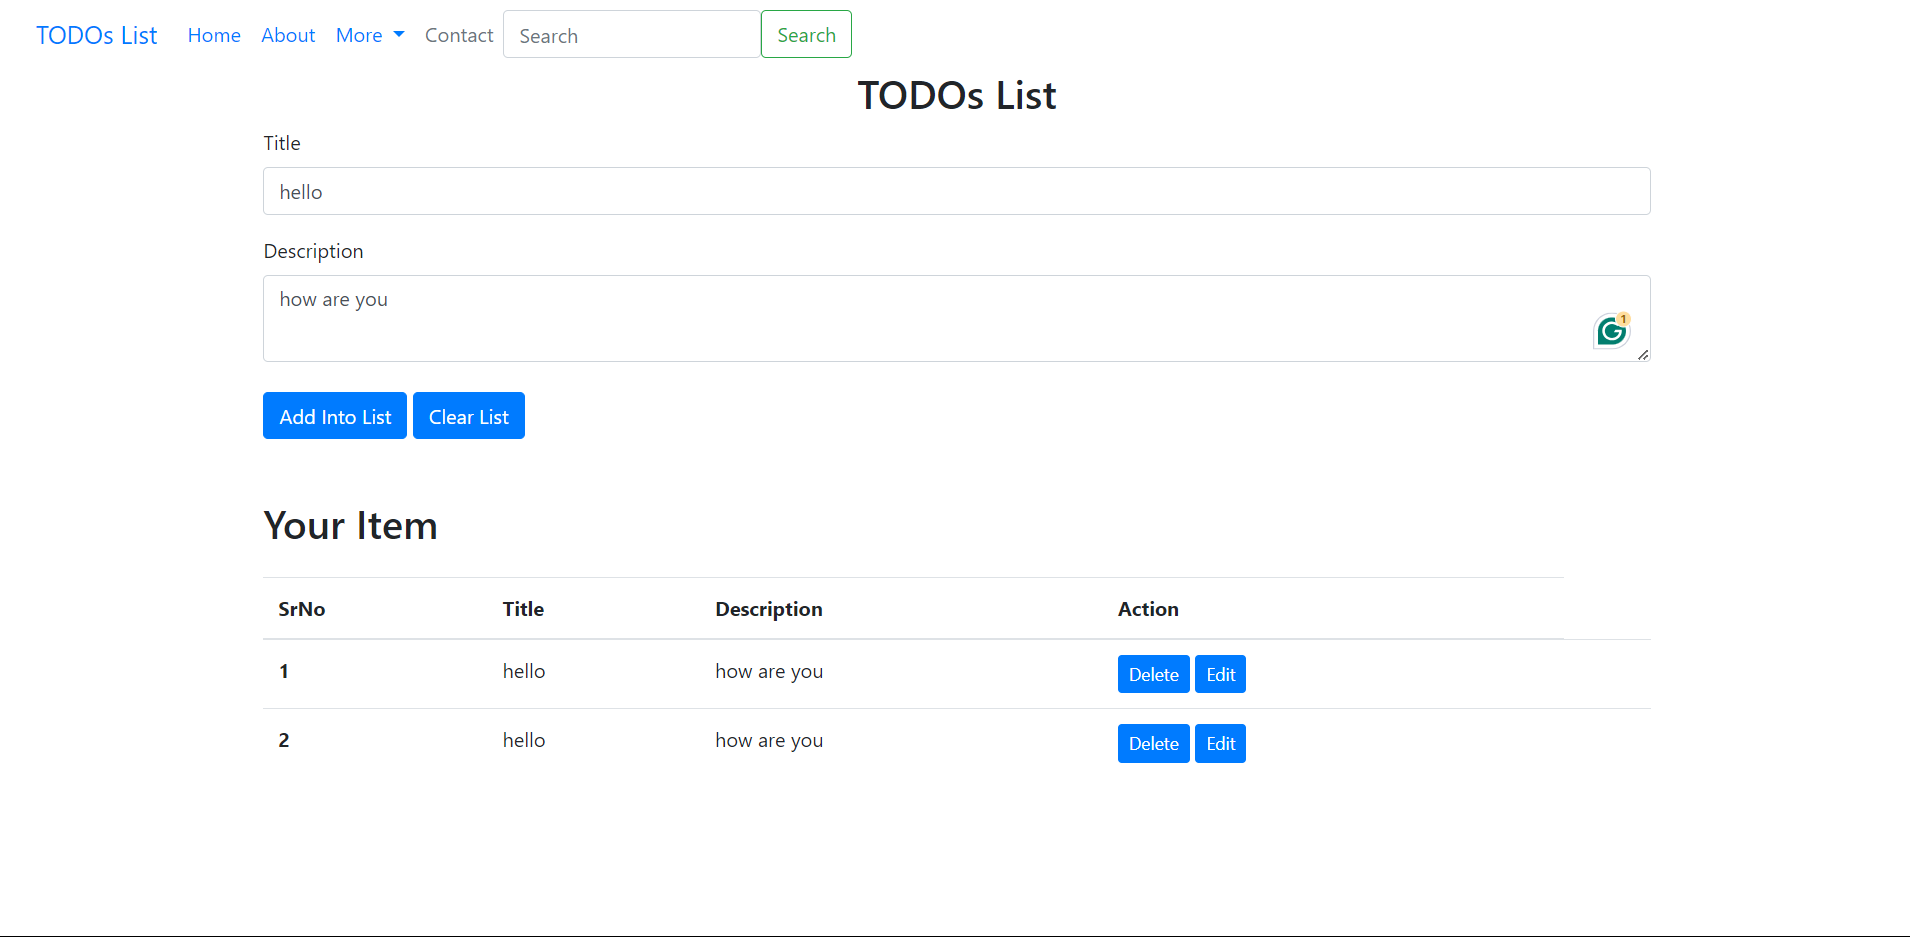 TODOs List Home About More Contact Search Search
TODOs List
Title
hello
Description
how are you
1
Add Into List Clear List
Your Item
SrNo Title Description Action
1 hello how are you Delete Edit
2 hello how are you Delete Edit